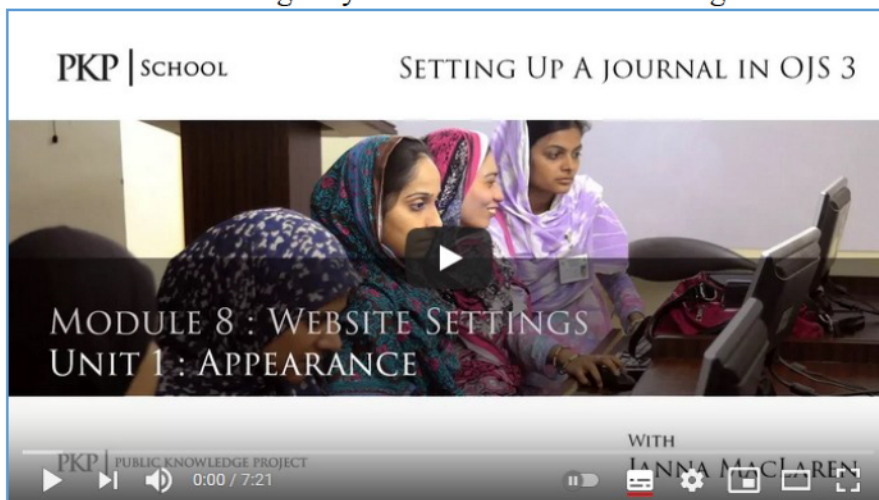 PKP | SCHOOL
SETTING UP A JOURNAL IN OJS 3
MODULE 8 : WEBSITE SETTINGS
UNIT 1 : APPEARANCE
WITH
PKP | PUBLIC KNOWLEDGE PROJECT
JANNA MACLAREN
0:00 / 7:21